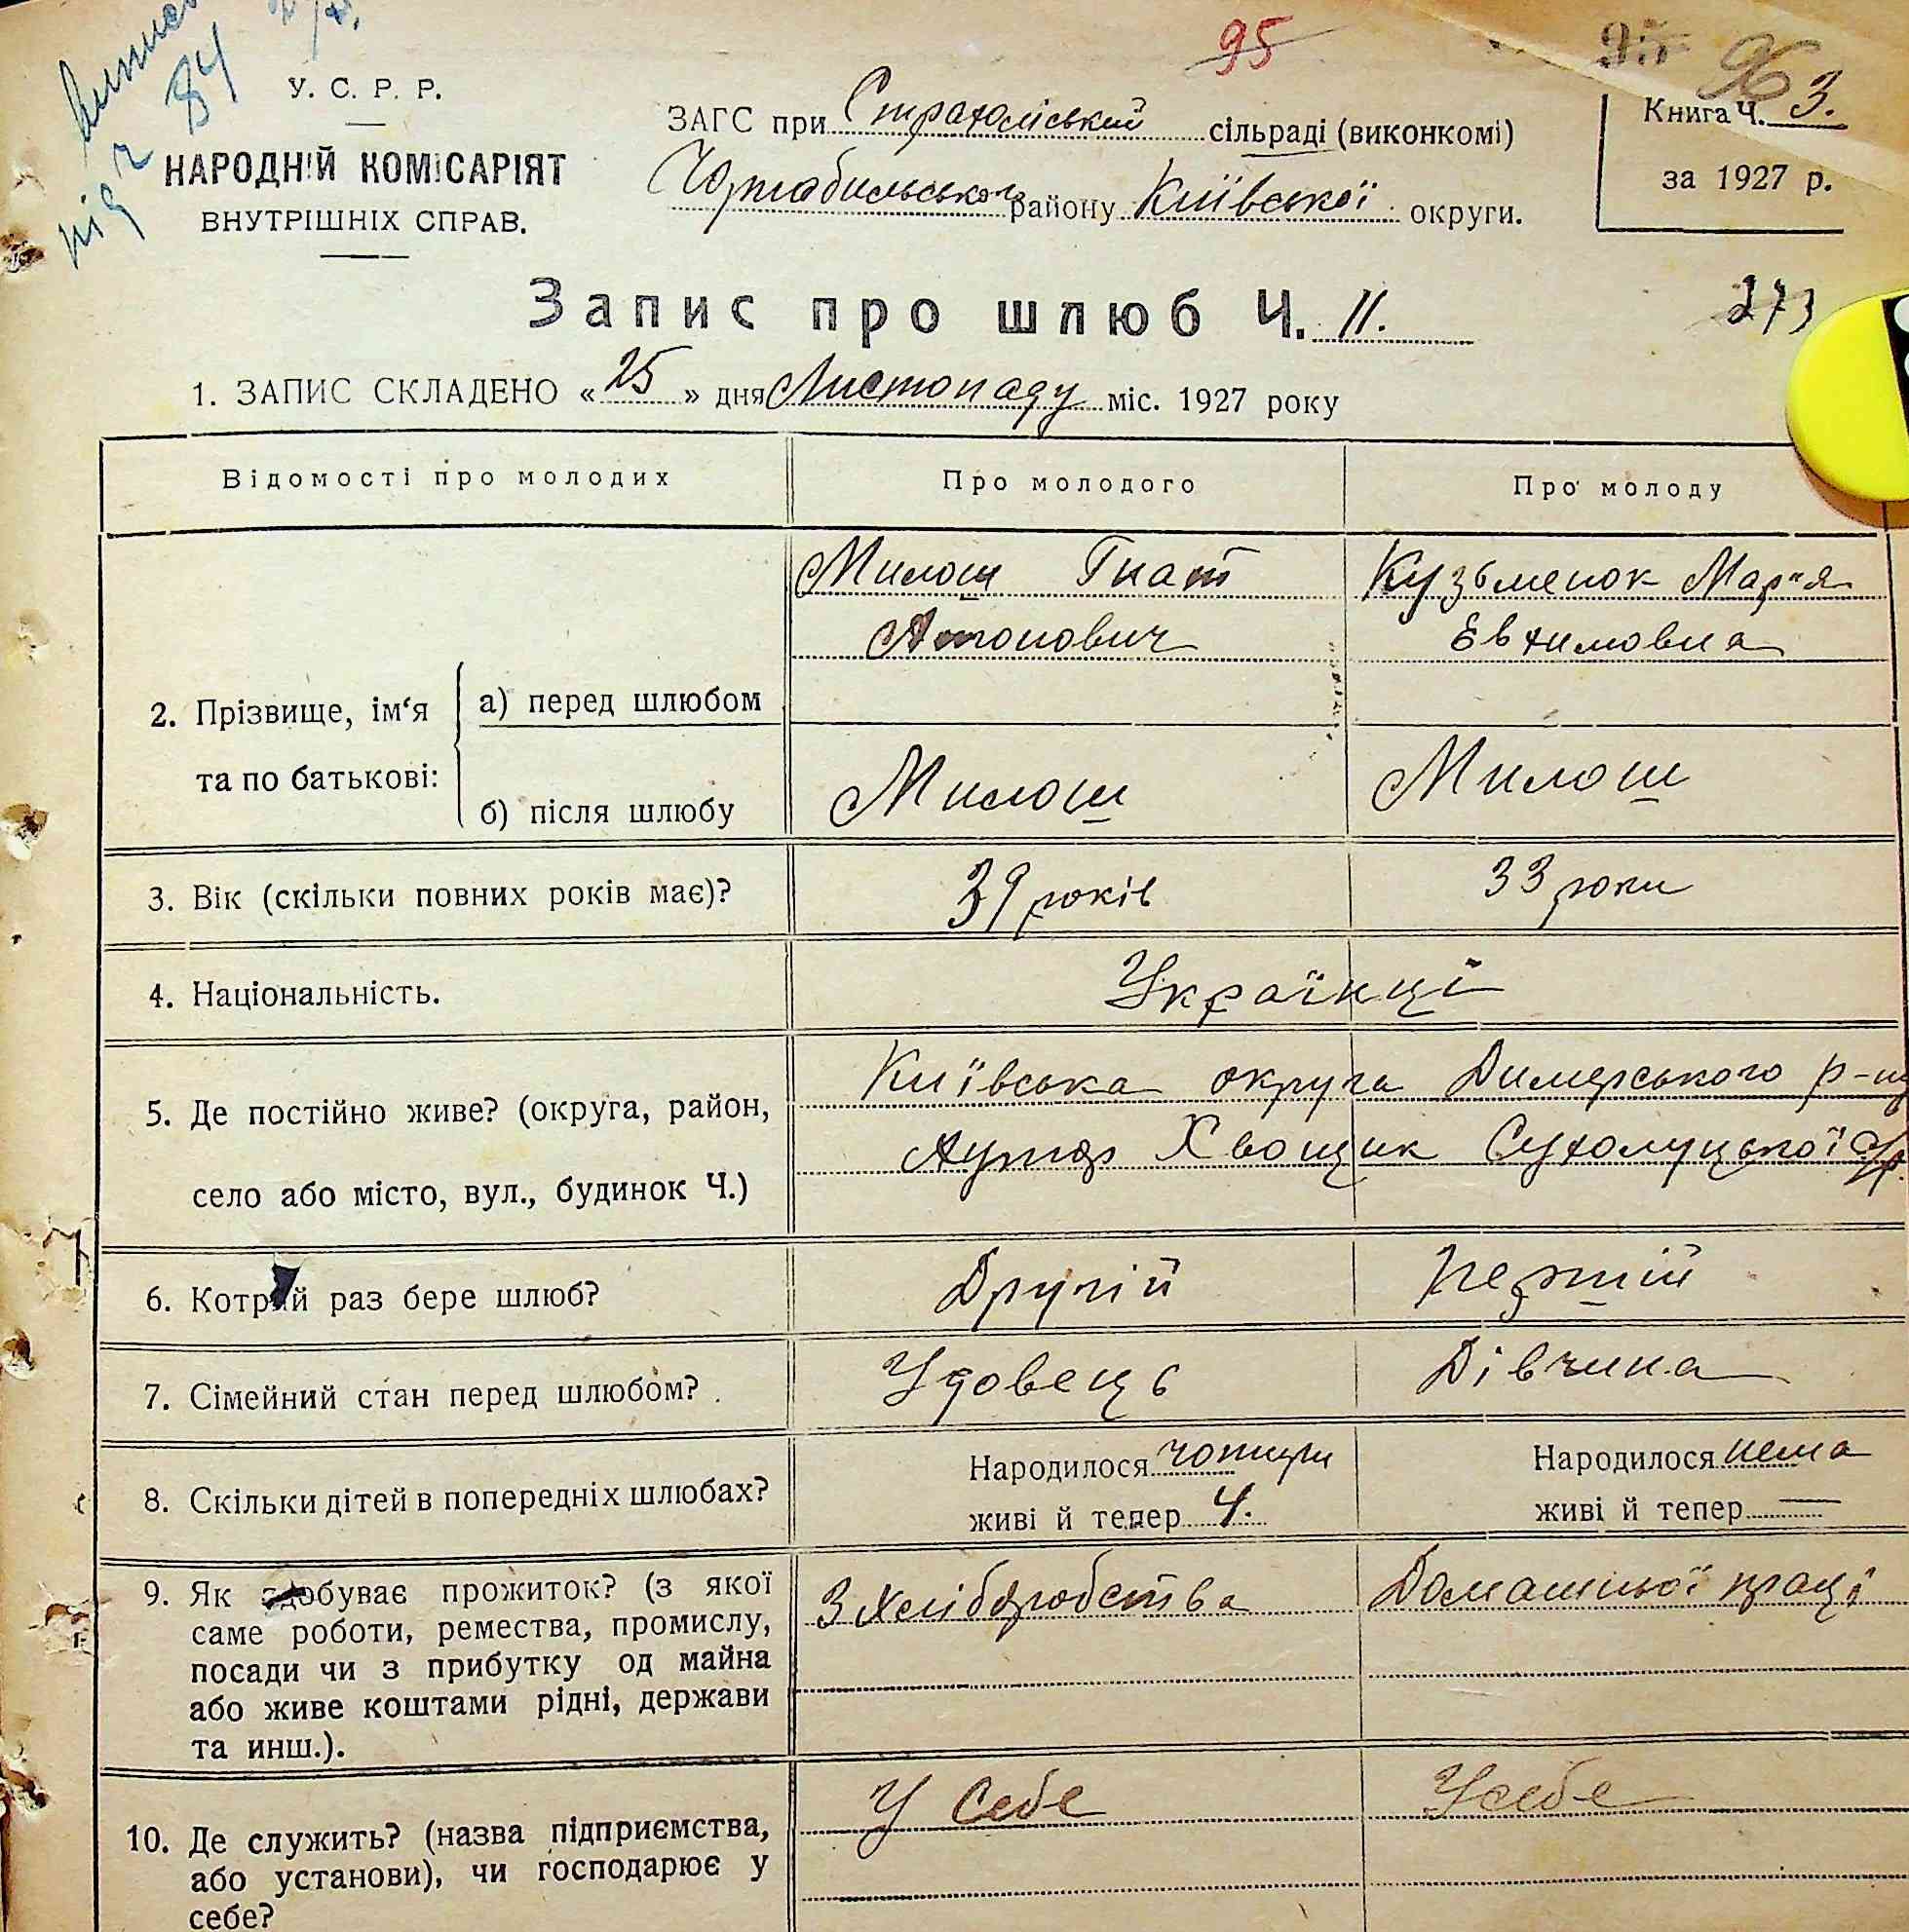 95
96
У. С. Р. Р.
НАРОДНІЙ КОМІСАРІЯТ
ВНУТРІШНІХ СПРАВ.
ЗАГС при Страхоліський сільраді (виконкомі)
Чорнобильського району Київської округи.
Книга Ч. 3.
за 1927 р.
Запис про шлюб Ч. 11.
273
1. ЗАПИС СКЛАДЕНО « 25 » дня Листопаду міс. 1927 року
Відомості про молодих
Про молодого
Про молоду
2. Прізвище, ім‘я та по батькові:
а) перед шлюбом
Милош Гнат
Антонович
Кузьменок Мар"я
Евхимовна
б) після шлюбу
Милош
Милош
3. Вік (скільки повних років має)?
39 років
33 роки
4. Національність.
Українці
5. Де постійно живе? (округа, район,
село або місто, вул., будинок Ч.)
Київська округа Димерського р-ну
Хутор Хвощик Сухолуцької с/р.
6. Котрий раз бере шлюб?
Другій
Першій
7. Сімейний стан перед шлюбом?
Удовець
Дівчина
8. Скільки дітей в попередніх шлюбах?
Народилося чотири
живі й тепер 4.
Народилося нема
живі й тепер —
9. Як здобуває прожиток? (з якої
саме роботи, ремества, промислу,
посади чи з прибутку од майна
або живе коштами рідні, держави
та инш.).
З хліборобства
Домашньої праці
10. Де служить? (назва підприємства,
або установи), чи господарює у
себе?
У себе
У себе